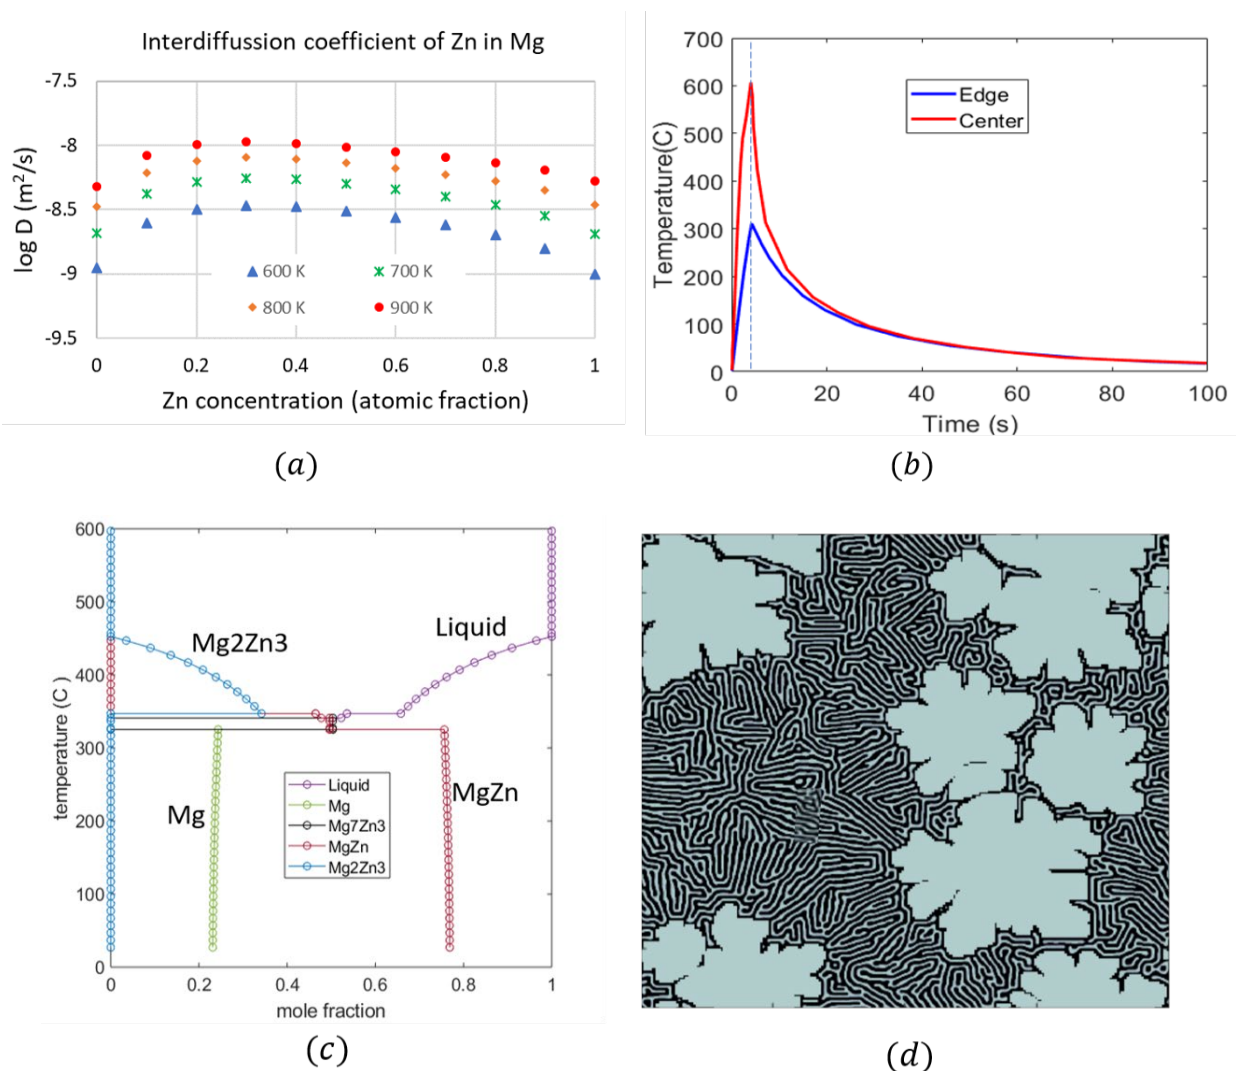 Interdiffussion coefficient of Zn in Mg
log D (m²/s)
-7.5
-8
-8.5
-9
-9.5
600 K
700 K
800 K
900 K
0
0.2
0.4
0.6
0.8
1
Zn concentration (atomic fraction)
(a)
Temperature(C)
700
600
500
400
300
200
100
0
Edge
Center
0
20
40
60
80
100
Time (s)
(b)
temperature (C )
600
500
400
300
200
100
0
Mg2Zn3
Liquid
Mg
MgZn
Liquid
Mg
Mg7Zn3
MgZn
Mg2Zn3
0
0.2
0.4
0.6
0.8
1
mole fraction
(c)
(d)